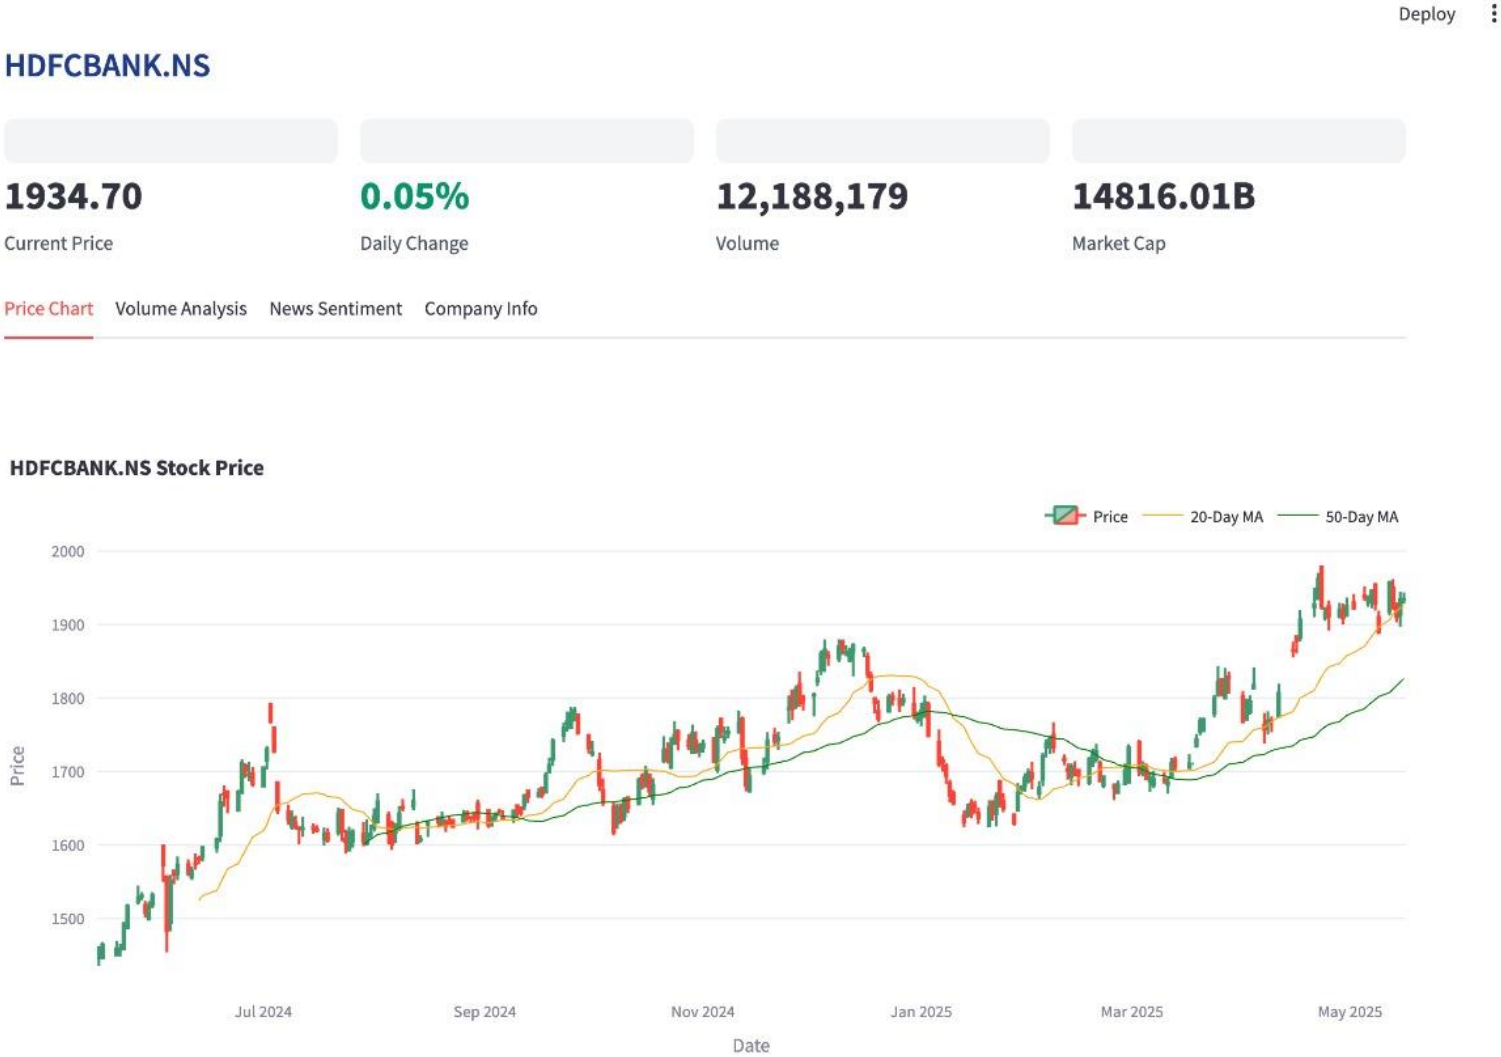 Deploy
HDFCBANK.NS
1934.70 0.05% 12,188,179 14816.01B
Current Price Daily Change Volume Market Cap
Price Chart Volume Analysis News Sentiment Company Info
HDFCBANK.NS Stock Price
Price 20-Day MA 50-Day MA
2000
1900
1800
1700
1600
1500
Price
Jul 2024 Sep 2024 Nov 2024 Jan 2025 Mar 2025 May 2025
Date